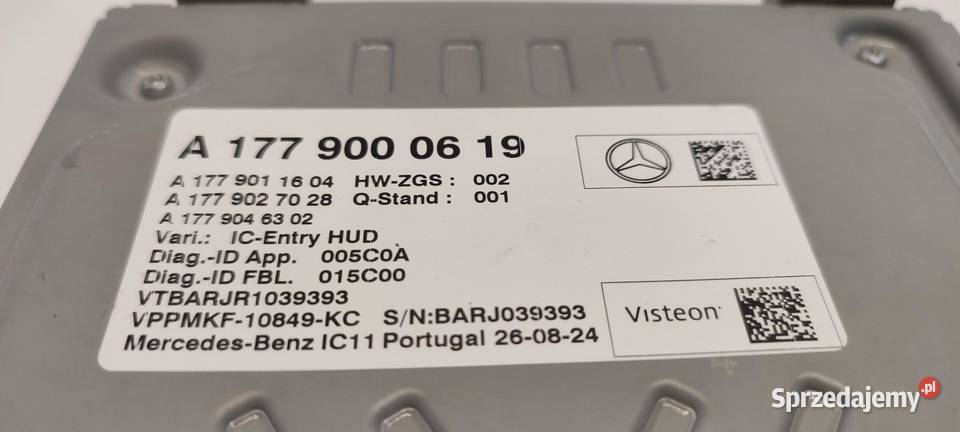 A 177 900 06 19
A 177 901 16 04 HW-ZGS : 002
A 177 902 70 28 Q-Stand : 001
A 177 904 63 02
Vari.: IC-Entry HUD
Diag.-ID App. 005C0A
Diag.-ID FBL. 015C00
VTBARJR1039393
VPPMKF-10849-KC S/N:BARJ039393
Visteon
Mercedes-Benz IC11 Portugal 26-08-24
Sprzedajemy.pl